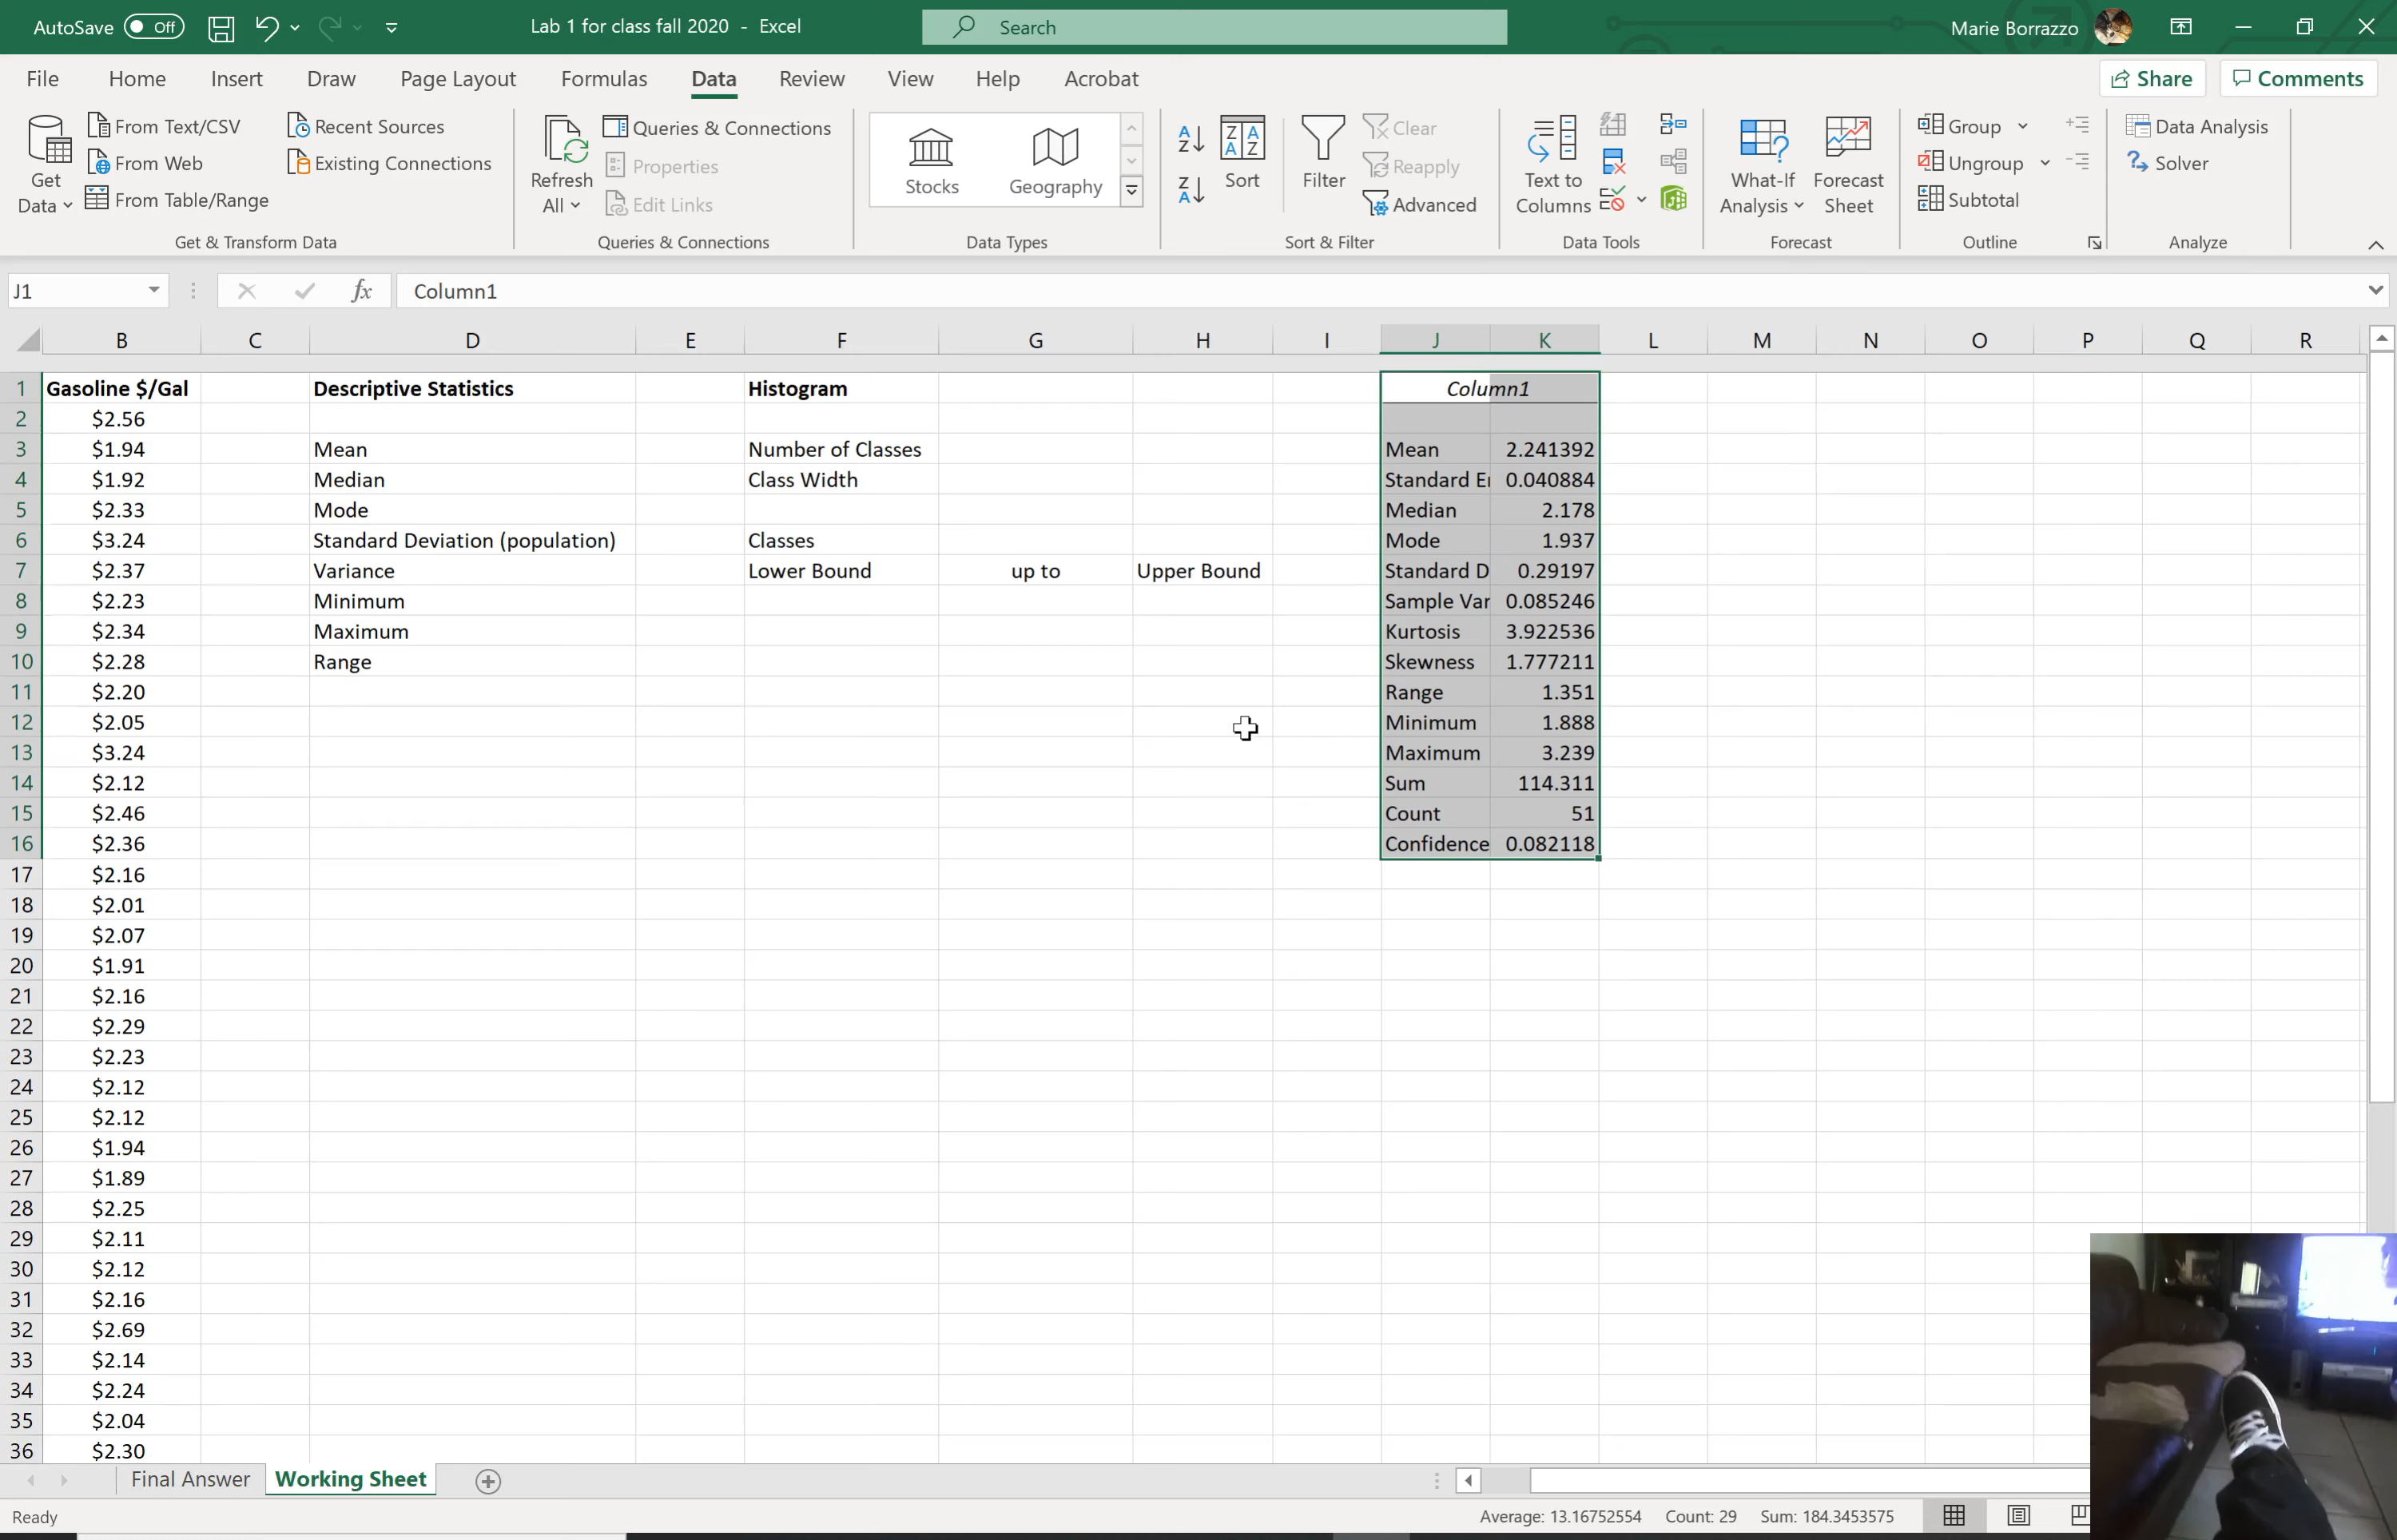 AutoSave Off Lab 1 for class fall 2020 - Excel Search Marie Borrazzo
File Home Insert Draw Page Layout Formulas Data Review View Help Acrobat Share Comments
Get Data
From Text/CSV
From Web
From Table/Range
Recent Sources
Existing Connections
Get & Transform Data
Refresh All
Queries & Connections
Properties
Edit Links
Queries & Connections
Stocks Geography
Data Types
Sort
Filter
Clear
Reapply
Advanced
Sort & Filter
Text to Columns
Data Tools
What-If Analysis
Forecast Sheet
Forecast
Group
Ungroup
Subtotal
Outline
Data Analysis
Solver
Analyze
J1 fx Column1
B C D E F G H I J K L M N O P Q R
1 Gasoline $/Gal Descriptive Statistics Histogram Column1
2 $2.56
3 $1.94 Mean Number of Classes Mean 2.241392
4 $1.92 Median Class Width Standard Er 0.040884
5 $2.33 Mode Median 2.178
6 $3.24 Standard Deviation (population) Classes Mode 1.937
7 $2.37 Variance Lower Bound up to Upper Bound Standard D 0.29197
8 $2.23 Minimum Sample Var 0.085246
9 $2.34 Maximum Kurtosis 3.922536
10 $2.28 Range Skewness 1.777211
11 $2.20 Range 1.351
12 $2.05 Minimum 1.888
13 $3.24 Maximum 3.239
14 $2.12 Sum 114.311
15 $2.46 Count 51
16 $2.36 Confidence 0.082118
17 $2.16
18 $2.01
19 $2.07
20 $1.91
21 $2.16
22 $2.29
23 $2.23
24 $2.12
25 $2.12
26 $1.94
27 $1.89
28 $2.25
29 $2.11
30 $2.12
31 $2.16
32 $2.69
33 $2.14
34 $2.24
35 $2.04
36 $2.30
Final Answer Working Sheet
Ready Average: 13.16752554 Count: 29 Sum: 184.3453575